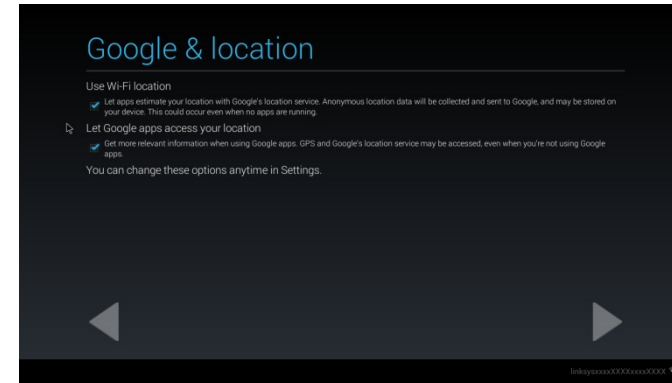 Google & location
Use Wi-Fi location
Let apps estimate your location with Google's location service. Anonymous location data will be collected and sent to Google, and may be stored on
your device. This could occur even when no apps are running.
Let Google apps access your location
Get more relevant information when using Google apps. GPS and Google's location service may be accessed, even when you're not using Google
apps.
You can change these options anytime in Settings.
linksysxxxxXXXXxxxxXXXX